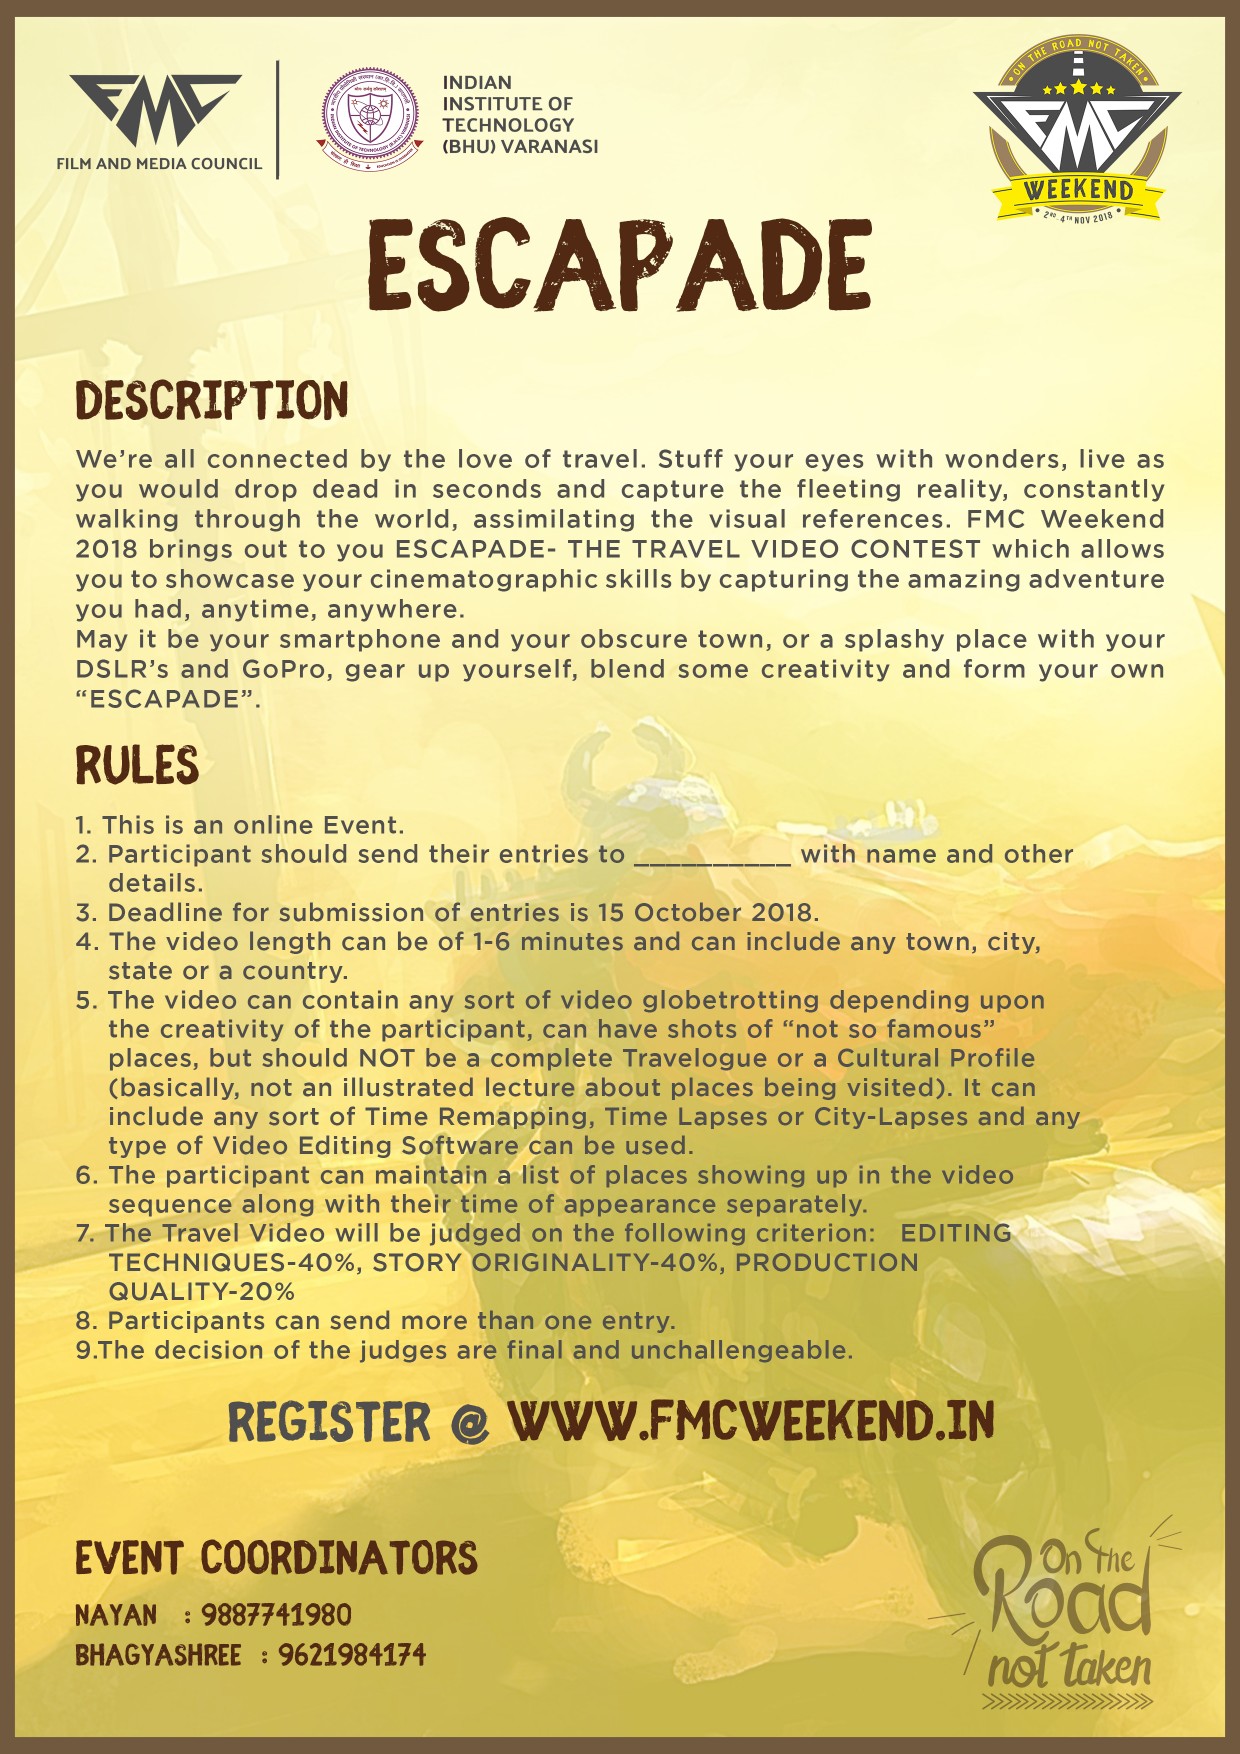 FMC
FILM AND MEDIA COUNCIL
INDIAN
INSTITUTE OF
TECHNOLOGY
(BHU) VARANASI
ON THE ROAD NOT TAKEN
FMC
WEEKEND
2ND - 4TH NOV 2018
ESCAPADE
DESCRIPTION
We’re all connected by the love of travel. Stuff your eyes with wonders, live as
you would drop dead in seconds and capture the fleeting reality, constantly
walking through the world, assimilating the visual references. FMC Weekend
2018 brings out to you ESCAPADE- THE TRAVEL VIDEO CONTEST which allows
you to showcase your cinematographic skills by capturing the amazing adventure
you had, anytime, anywhere.
May it be your smartphone and your obscure town, or a splashy place with your
DSLR’s and GoPro, gear up yourself, blend some creativity and form your own
“ESCAPADE”.
RULES
1. This is an online Event.
2. Participant should send their entries to __________ with name and other
details.
3. Deadline for submission of entries is 15 October 2018.
4. The video length can be of 1-6 minutes and can include any town, city,
state or a country.
5. The video can contain any sort of video globetrotting depending upon
the creativity of the participant, can have shots of “not so famous”
places, but should NOT be a complete Travelogue or a Cultural Profile
(basically, not an illustrated lecture about places being visited). It can
include any sort of Time Remapping, Time Lapses or City-Lapses and any
type of Video Editing Software can be used.
6. The participant can maintain a list of places showing up in the video
sequence along with their time of appearance separately.
7. The Travel Video will be judged on the following criterion: EDITING
TECHNIQUES-40%, STORY ORIGINALITY-40%, PRODUCTION
QUALITY-20%
8. Participants can send more than one entry.
9.The decision of the judges are final and unchallengeable.
REGISTER @ WWW.FMCWEEKEND.IN
EVENT COORDINATORS
NAYAN : 9887741980
BHAGYASHREE : 9621984174
On The
Road
not taken